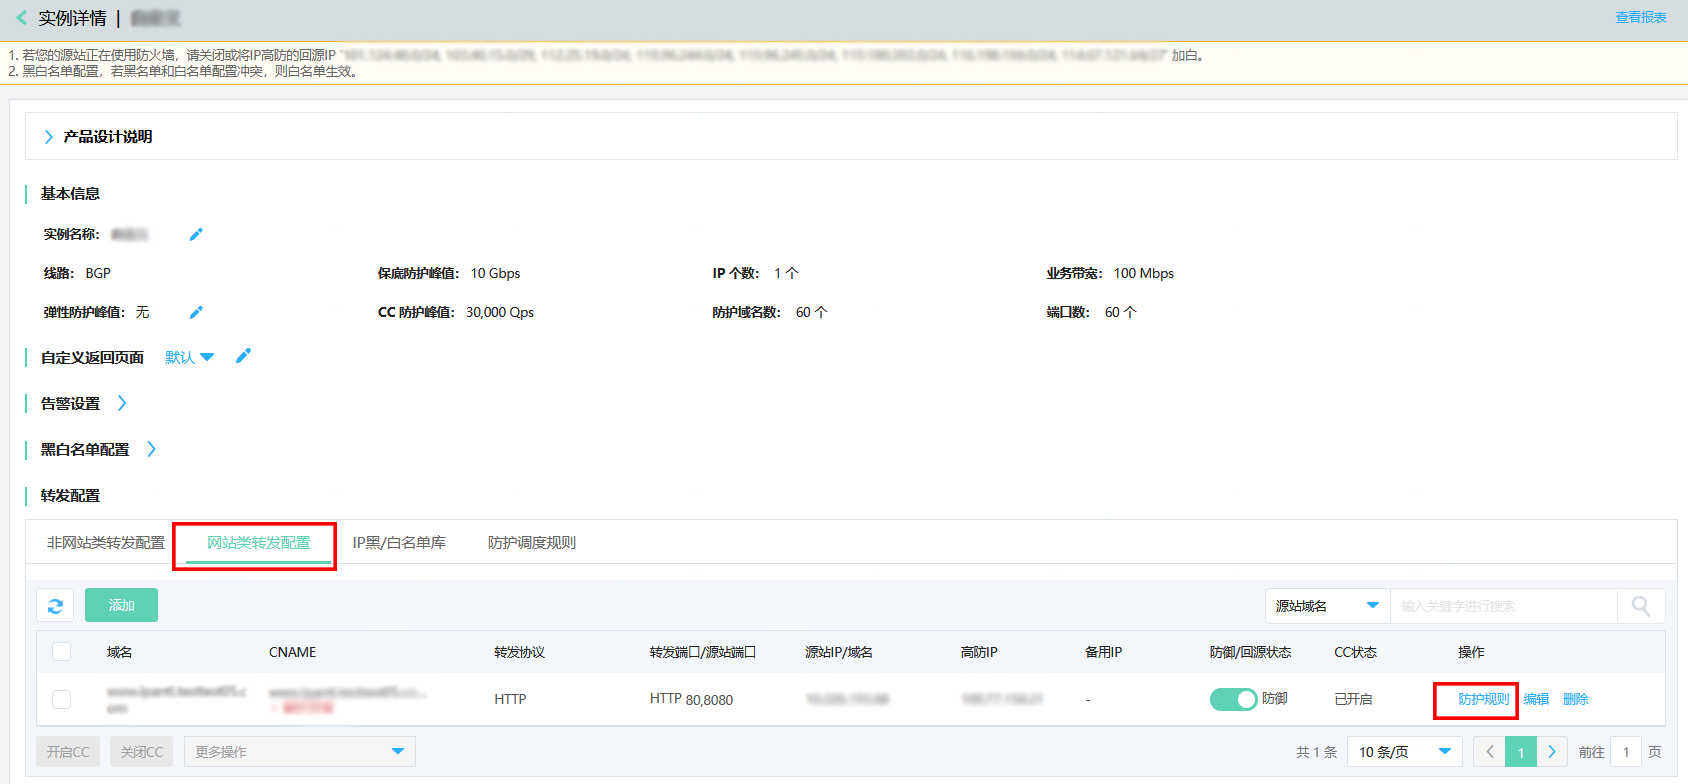 实例详情 |
查看报表
1. 若您的源站正在使用防火墙，请关闭或将IP高防的回源IP " " 加白。
2. 黑白名单配置，若黑名单和白名单配置冲突，则白名单生效。
产品设计说明
基本信息
实例名称：
线路： BGP 保底防护峰值： 10 Gbps IP 个数： 1 个 业务带宽： 100 Mbps
弹性防护峰值： 无 CC 防护峰值： 30,000 Qps 防护域名数： 60 个 端口数： 60 个
自定义返回页面 默认
告警设置
黑白名单配置
转发配置
非网站类转发配置 网站类转发配置 IP黑/白名单库 防护调度规则
添加 源站域名 输入关键字进行搜索
域名 CNAME 转发协议 转发端口/源站端口 源站IP/域名 高防IP 备用IP 防御/回源状态 CC状态 操作
HTTP HTTP 80,8080 - 防御 已开启 防护规则 编辑 删除
开启CC 关闭CC 更多操作 共 1 条 10 条/页 1 前往 1 页